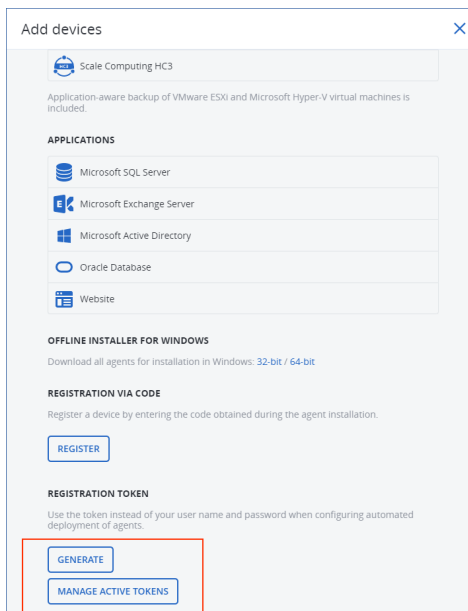 Add devices
HC3
Scale Computing HC3
Application-aware backup of VMware ESXi and Microsoft Hyper-V virtual machines is
included.
APPLICATIONS
Microsoft SQL Server
E
Microsoft Exchange Server
Microsoft Active Directory
Oracle Database
Website
OFFLINE INSTALLER FOR WINDOWS
Download all agents for installation in Windows: 32-bit / 64-bit
REGISTRATION VIA CODE
Register a device by entering the code obtained during the agent installation.
REGISTER
REGISTRATION TOKEN
Use the token instead of your user name and password when configuring automated
deployment of agents.
GENERATE
MANAGE ACTIVE TOKENS